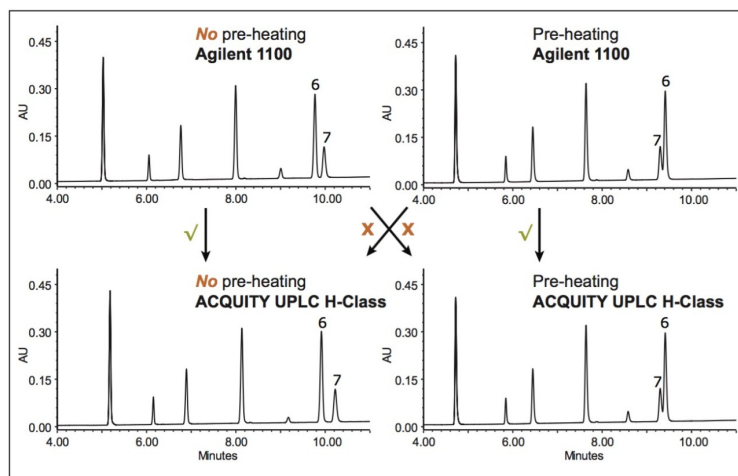 No pre-heating
Agilent 1100
0.45
0.30
0.15
0.00
AU
6
7
4.00 6.00 8.00 10.00
Pre-heating
Agilent 1100
0.45
0.30
0.15
0.00
AU
6
7
4.00 6.00 8.00 10.00
√
X X
√
No pre-heating
ACQUITY UPLC H-Class
0.45
0.30
0.15
0.00
AU
6
7
4.00 6.00 8.00 10.00
Minutes
Pre-heating
ACQUITY UPLC H-Class
0.45
0.30
0.15
0.00
AU
6
7
4.00 6.00 8.00 10.00
Minutes